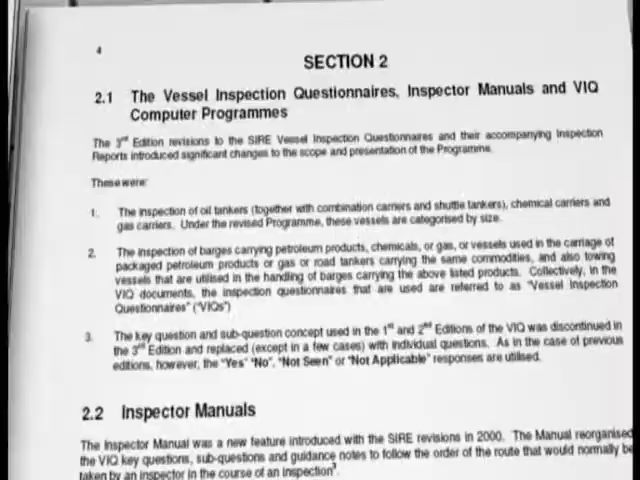 4
SECTION 2
2.1 The Vessel Inspection Questionnaires, Inspector Manuals and VIQ
Computer Programmes
The 3rd Edition revisions to the SIRE Vessel Inspection Questionnaires and their accompanying Inspection
Reports introduced significant changes to the scope and presentation of the Programme.
These were:
1. The inspection of oil tankers (together with combination carriers and shuttle tankers), chemical carriers and
gas carriers. Under the revised Programme, these vessels are categorised by size.
2. The inspection of barges carrying petroleum products, chemicals, or gas, or vessels used in the carriage of
packaged petroleum products or gas or road tankers carrying the same commodities, and also towing
vessels that are utilised in the handling of barges carrying the above listed products. Collectively, in the
VIQ documents, the inspection questionnaires that are used are referred to as "Vessel Inspection
Questionnaires" ("VIQs")
3. The key question and sub-question concept used in the 1st and 2nd Editions of the VIQ was discontinued in
the 3rd Edition and replaced (except in a few cases) with individual questions. As in the case of previous
editions, however, the "Yes" "No", "Not Seen" or "Not Applicable" responses are utilised.
2.2 Inspector Manuals
The Inspector Manual was a new feature introduced with the SIRE revisions in 2000. The Manual reorganised
the VIQ key questions, sub-questions and guidance notes to follow the order of the route that would normally be
taken by an inspector in the course of an inspection3.